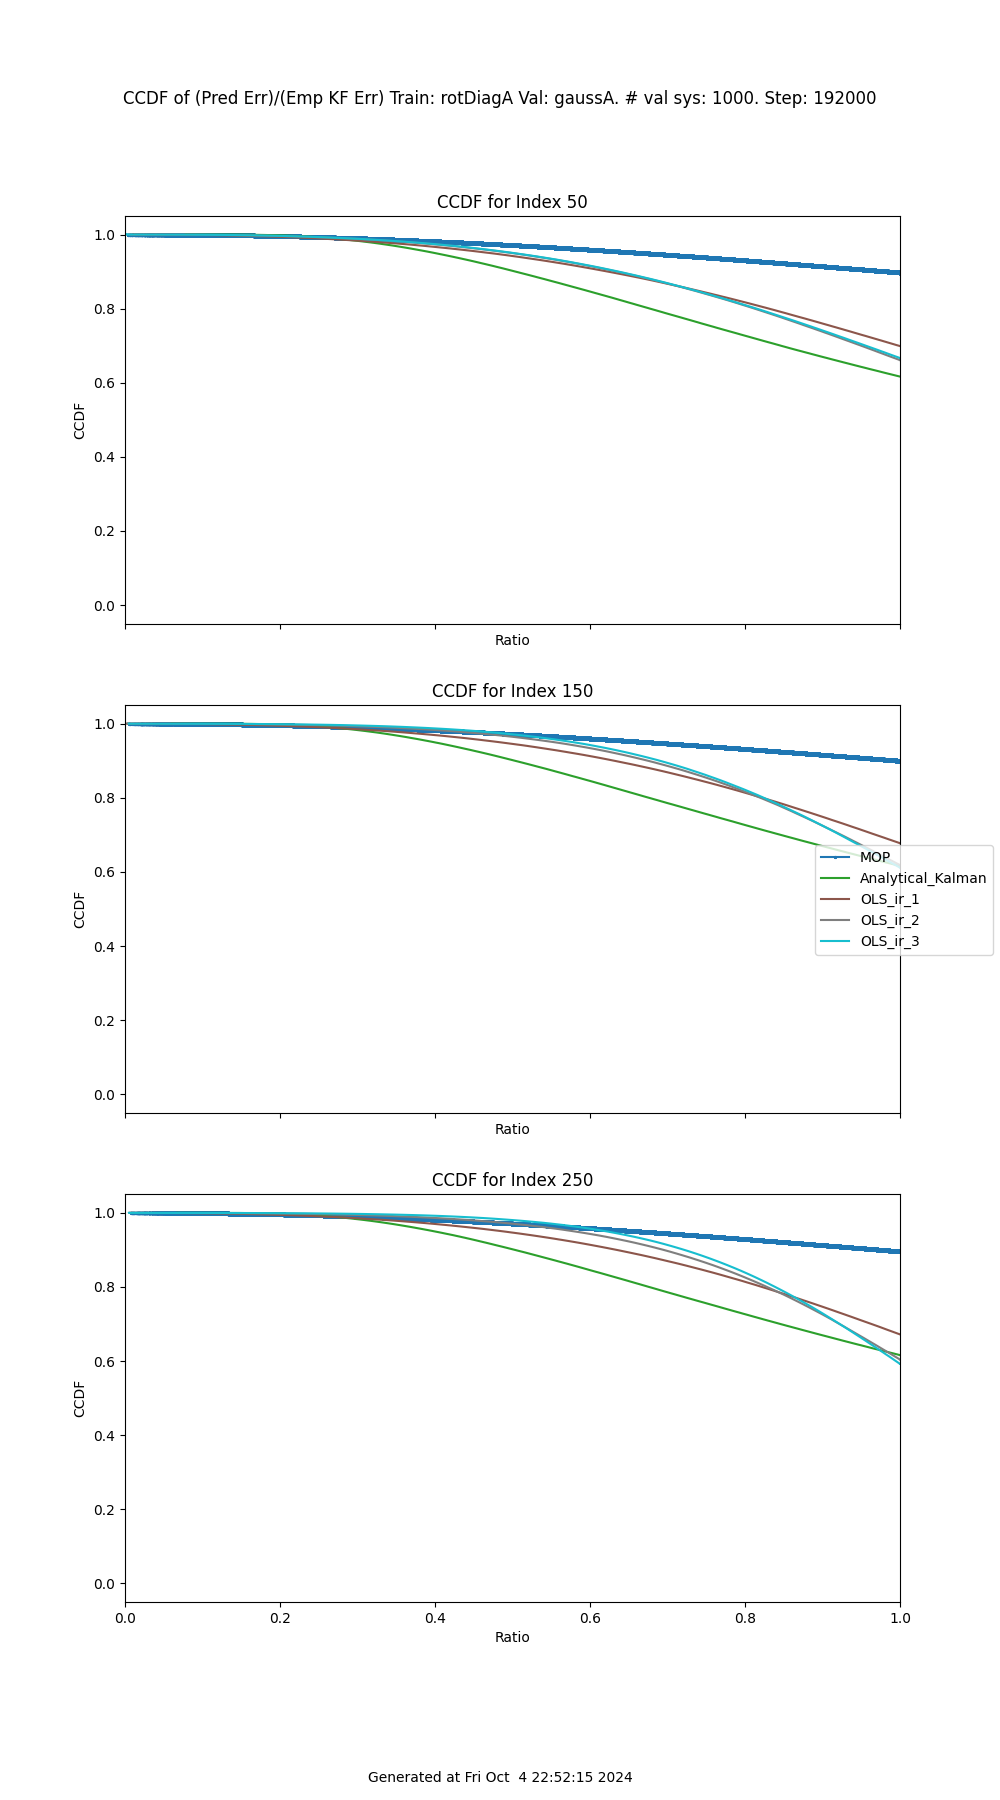 CCDF of (Pred Err)/(Emp KF Err) Train: rotDiagA Val: gaussA. # val sys: 1000. Step: 192000
CCDF for Index 50
1.0
0.8
0.6
0.4
0.2
0.0
CCDF
Ratio
CCDF for Index 150
1.0
0.8
0.6
0.4
0.2
0.0
CCDF
Ratio
MOP
Analytical_Kalman
OLS_ir_1
OLS_ir_2
OLS_ir_3
CCDF for Index 250
1.0
0.8
0.6
0.4
0.2
0.0
CCDF
0.0 0.2 0.4 0.6 0.8 1.0
Ratio
Generated at Fri Oct  4 22:52:15 2024